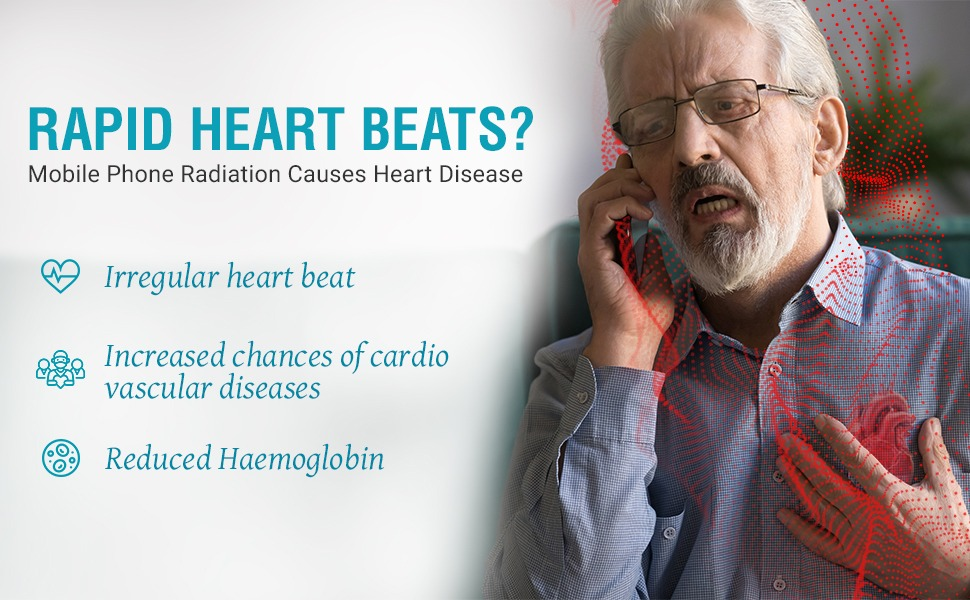 RAPID HEART BEATS?
Mobile Phone Radiation Causes Heart Disease
Irregular heart beat
Increased chances of cardio
vascular diseases
Reduced Haemoglobin